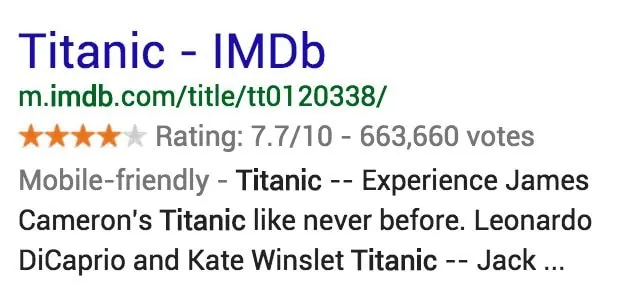 Titanic - IMDb
m.imdb.com/title/tt0120338/
Rating: 7.7/10 - 663,660 votes
Mobile-friendly - Titanic -- Experience James
Cameron's Titanic like never before. Leonardo
DiCaprio and Kate Winslet Titanic -- Jack ...